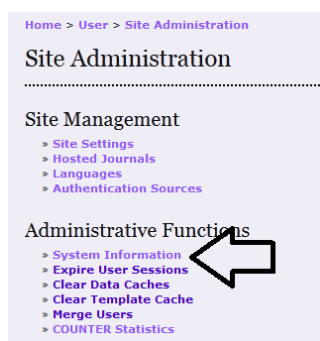 Home > User > Site Administration
Site Administration
Site Management
» Site Settings
» Hosted Journals
» Languages
» Authentication Sources
Administrative Functions
» System Information
» Expire User Sessions
» Clear Data Caches
» Clear Template Cache
» Merge Users
» COUNTER Statistics